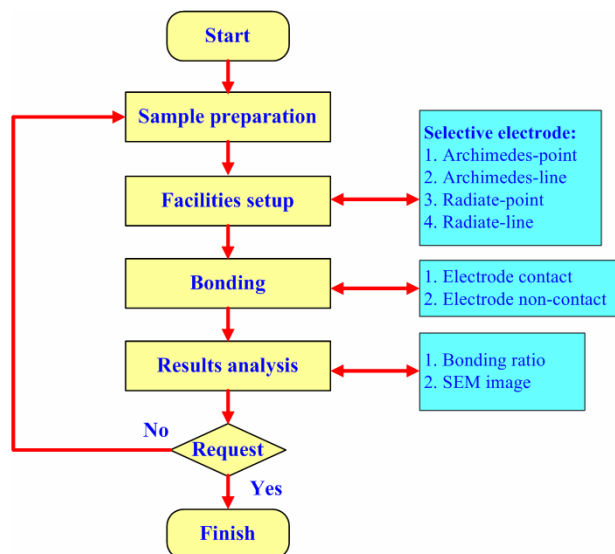 Start
Sample preparation
Selective electrode:
1. Archimedes-point
2. Archimedes-line
3. Radiate-point
4. Radiate-line
Facilities setup
Bonding
1. Electrode contact
2. Electrode non-contact
Results analysis
1. Bonding ratio
2. SEM image
No
Request
Yes
Finish